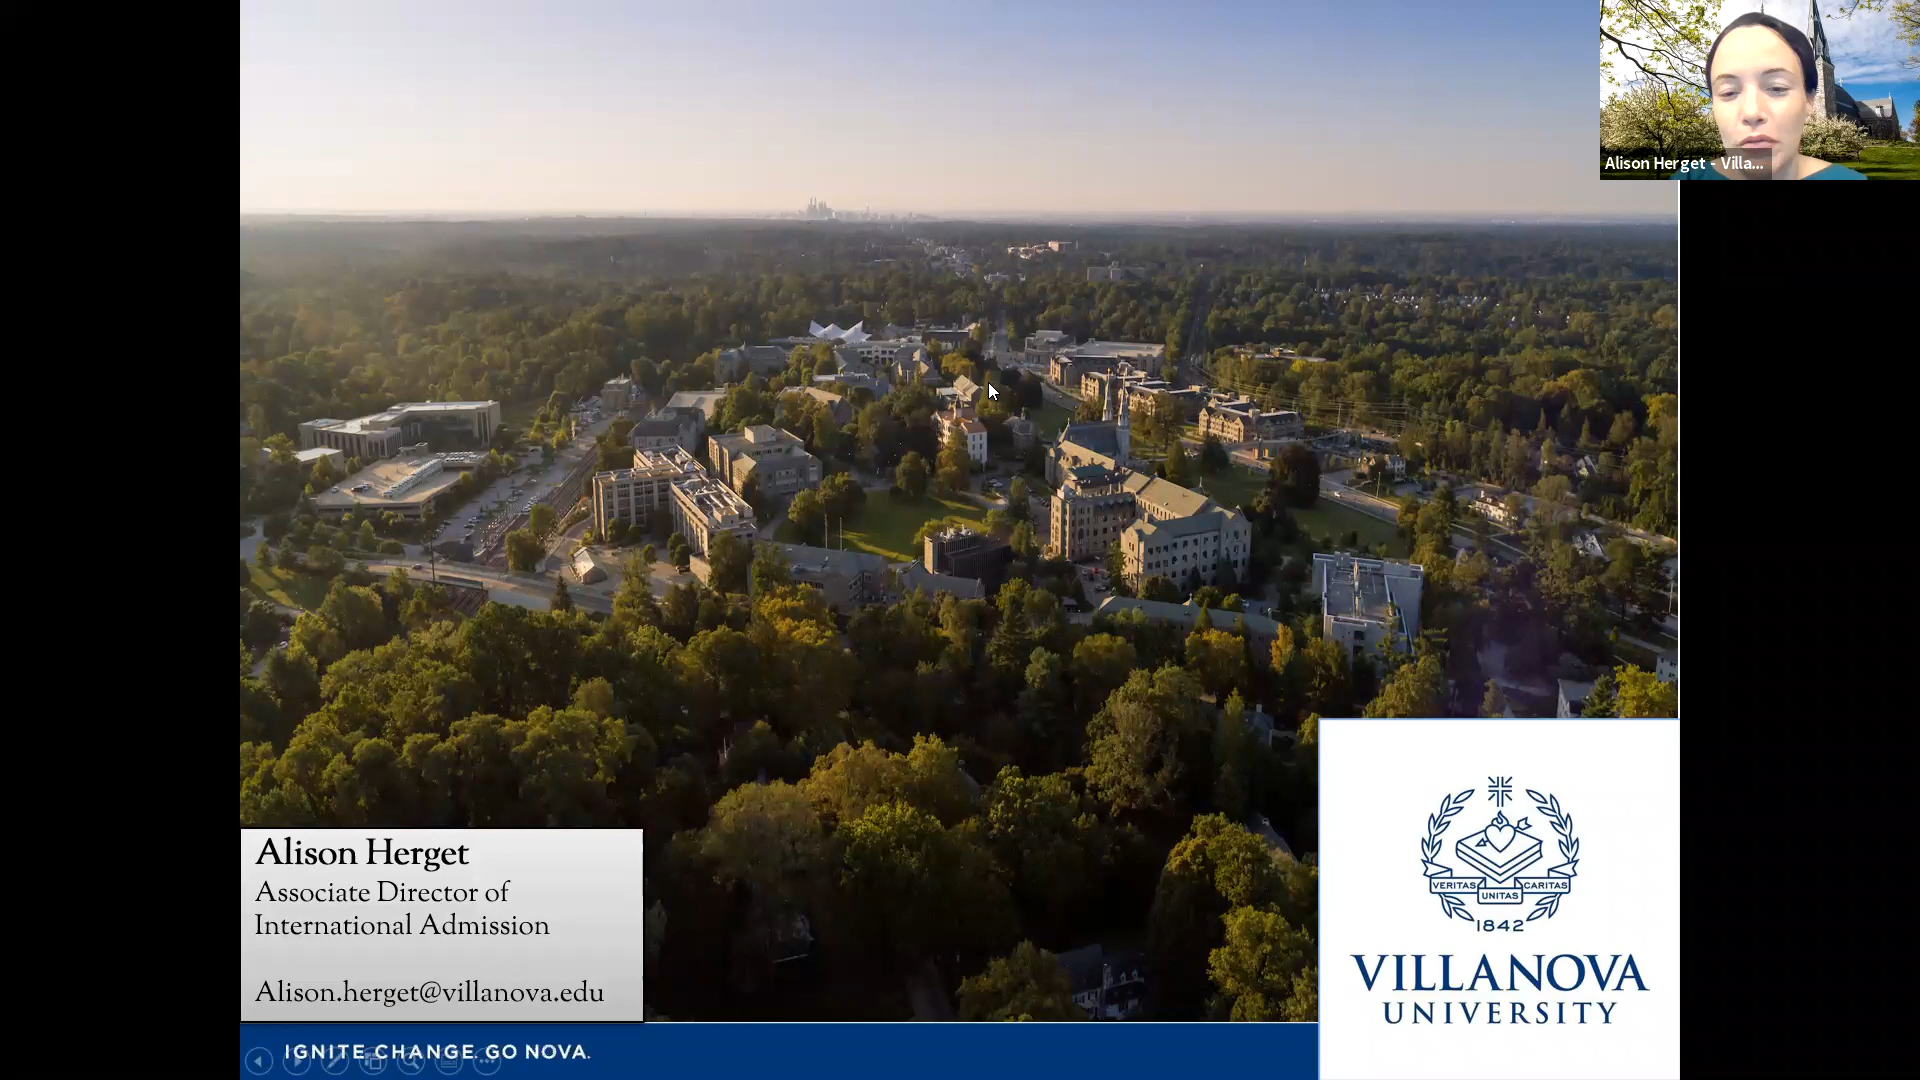 Alison Herget - Villa...
Alison Herget
Associate Director of
International Admission
Alison.herget@villanova.edu
VERITAS
UNITAS
CARITAS
1842
VILLANOVA
UNIVERSITY
IGNITE CHANGE. GO NOVA.